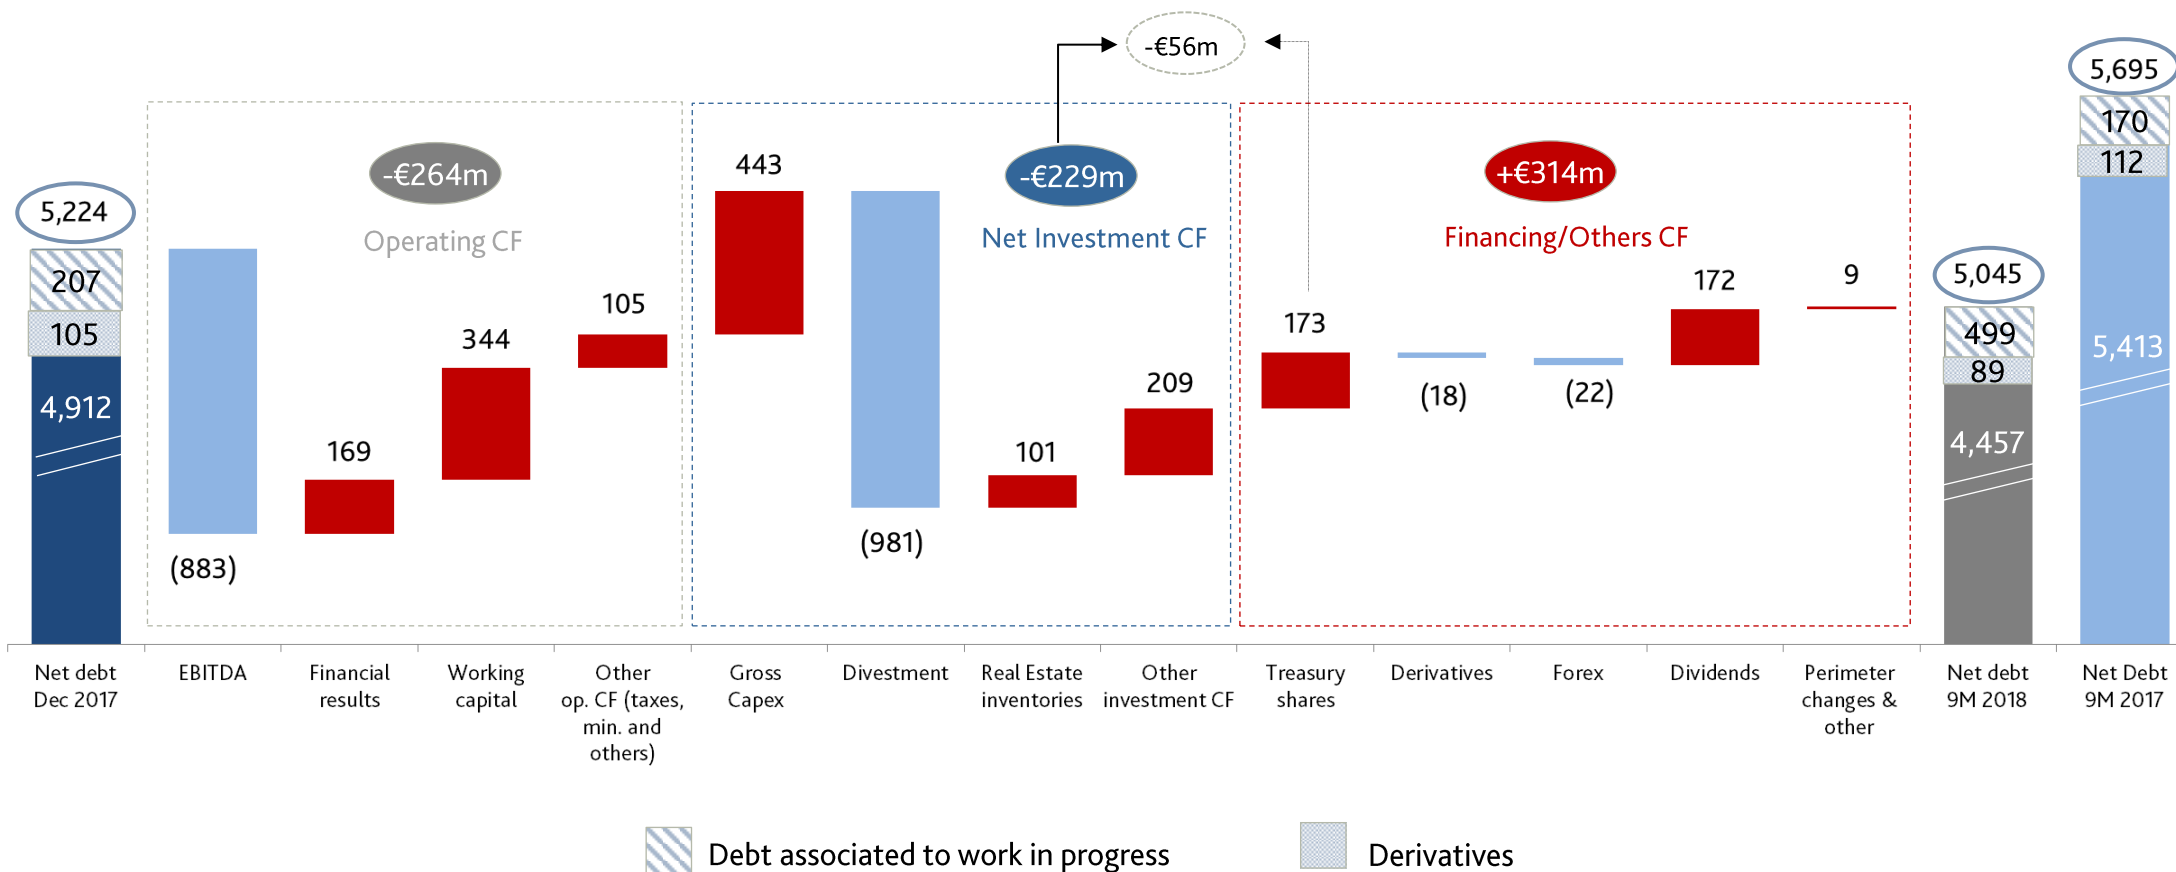 -€56m
5,695
170
112
5,413
5,224
207
105
4,912
-€264m
Operating CF
(883)
169
344
105
443
-€229m
Net Investment CF
(981)
101
209
+€314m
Financing/Others CF
173
(18)
(22)
172
9
5,045
499
89
4,457
Net debt
Dec 2017
EBITDA
Financial
results
Working
capital
Other
op. CF (taxes,
min. and
others)
Gross
Capex
Divestment
Real Estate
inventories
Other
investment CF
Treasury
shares
Derivatives
Forex
Dividends
Perimeter
changes &
other
Net debt
9M 2018
Net Debt
9M 2017
Debt associated to work in progress
Derivatives